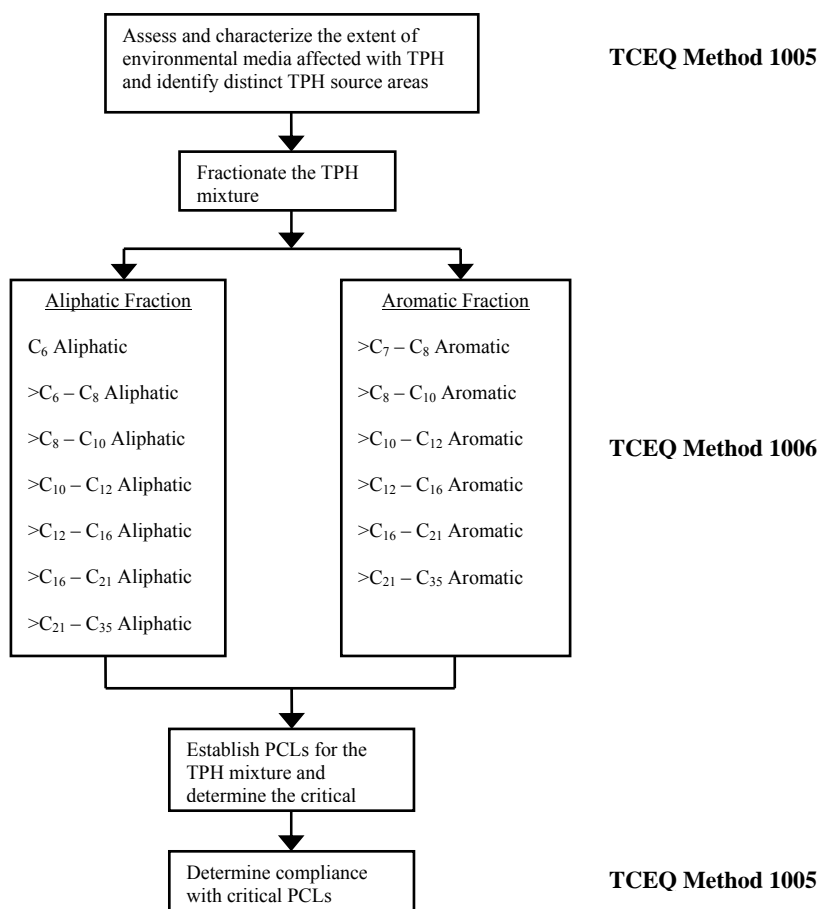 Assess and characterize the extent of
environmental media affected with TPH
and identify distinct TPH source areas
TCEQ Method 1005
Fractionate the TPH
mixture
Aliphatic Fraction
C₆ Aliphatic
>C₆ – C₈ Aliphatic
>C₈ – C₁₀ Aliphatic
>C₁₀ – C₁₂ Aliphatic
>C₁₂ – C₁₆ Aliphatic
>C₁₆ – C₂₁ Aliphatic
>C₂₁ – C₃₅ Aliphatic
Aromatic Fraction
>C₇ – C₈ Aromatic
>C₈ – C₁₀ Aromatic
>C₁₀ – C₁₂ Aromatic
>C₁₂ – C₁₆ Aromatic
>C₁₆ – C₂₁ Aromatic
>C₂₁ – C₃₅ Aromatic
TCEQ Method 1006
Establish PCLs for the
TPH mixture and
determine the critical
Determine compliance
with critical PCLs
TCEQ Method 1005